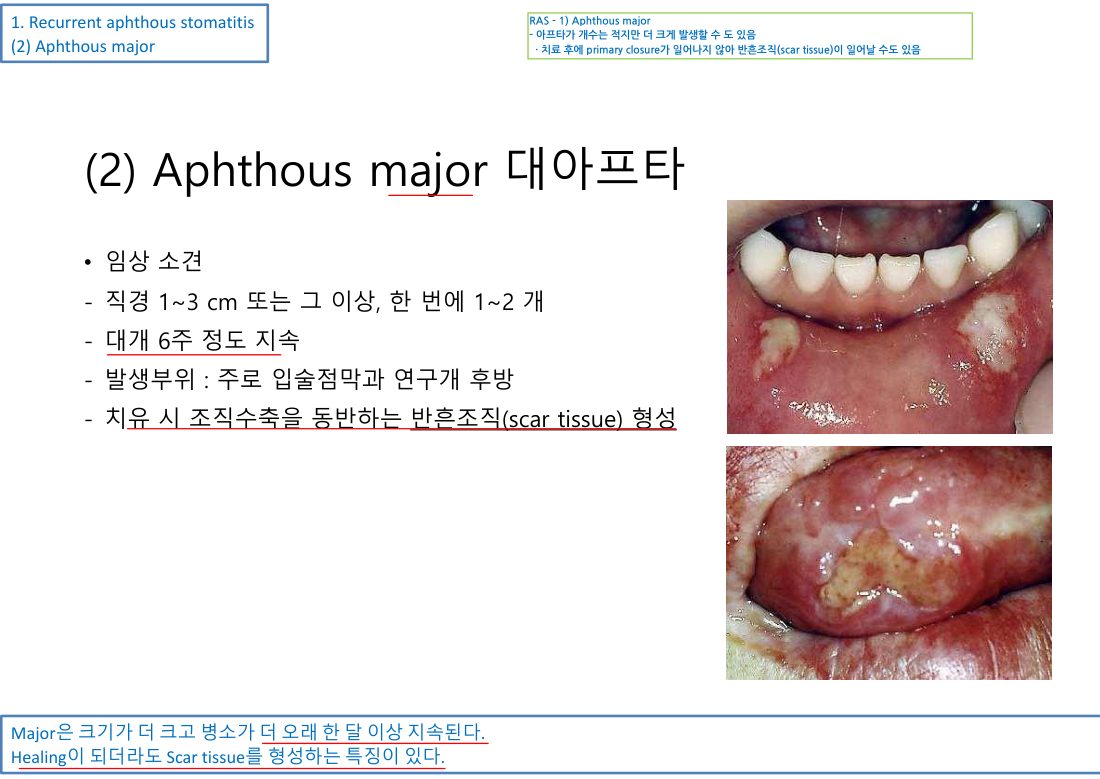 1. Recurrent aphthous stomatitis
(2) Aphthous major
RAS - 1) Aphthous major
- 아프타가 개수는 적지만 더 크게 발생할 수 도 있음
· 치료 후에 primary closure가 일어나지 않아 반흔조직(scar tissue)이 일어날 수도 있음
(2) Aphthous major 대아프타
• 임상 소견
- 직경 1~3 cm 또는 그 이상, 한 번에 1~2 개
- 대개 6주 정도 지속
- 발생부위 : 주로 입술점막과 연구개 후방
- 치유 시 조직수축을 동반하는 반흔조직(scar tissue) 형성
Major은 크기가 더 크고 병소가 더 오래 한 달 이상 지속된다.
Healing이 되더라도 Scar tissue를 형성하는 특징이 있다.